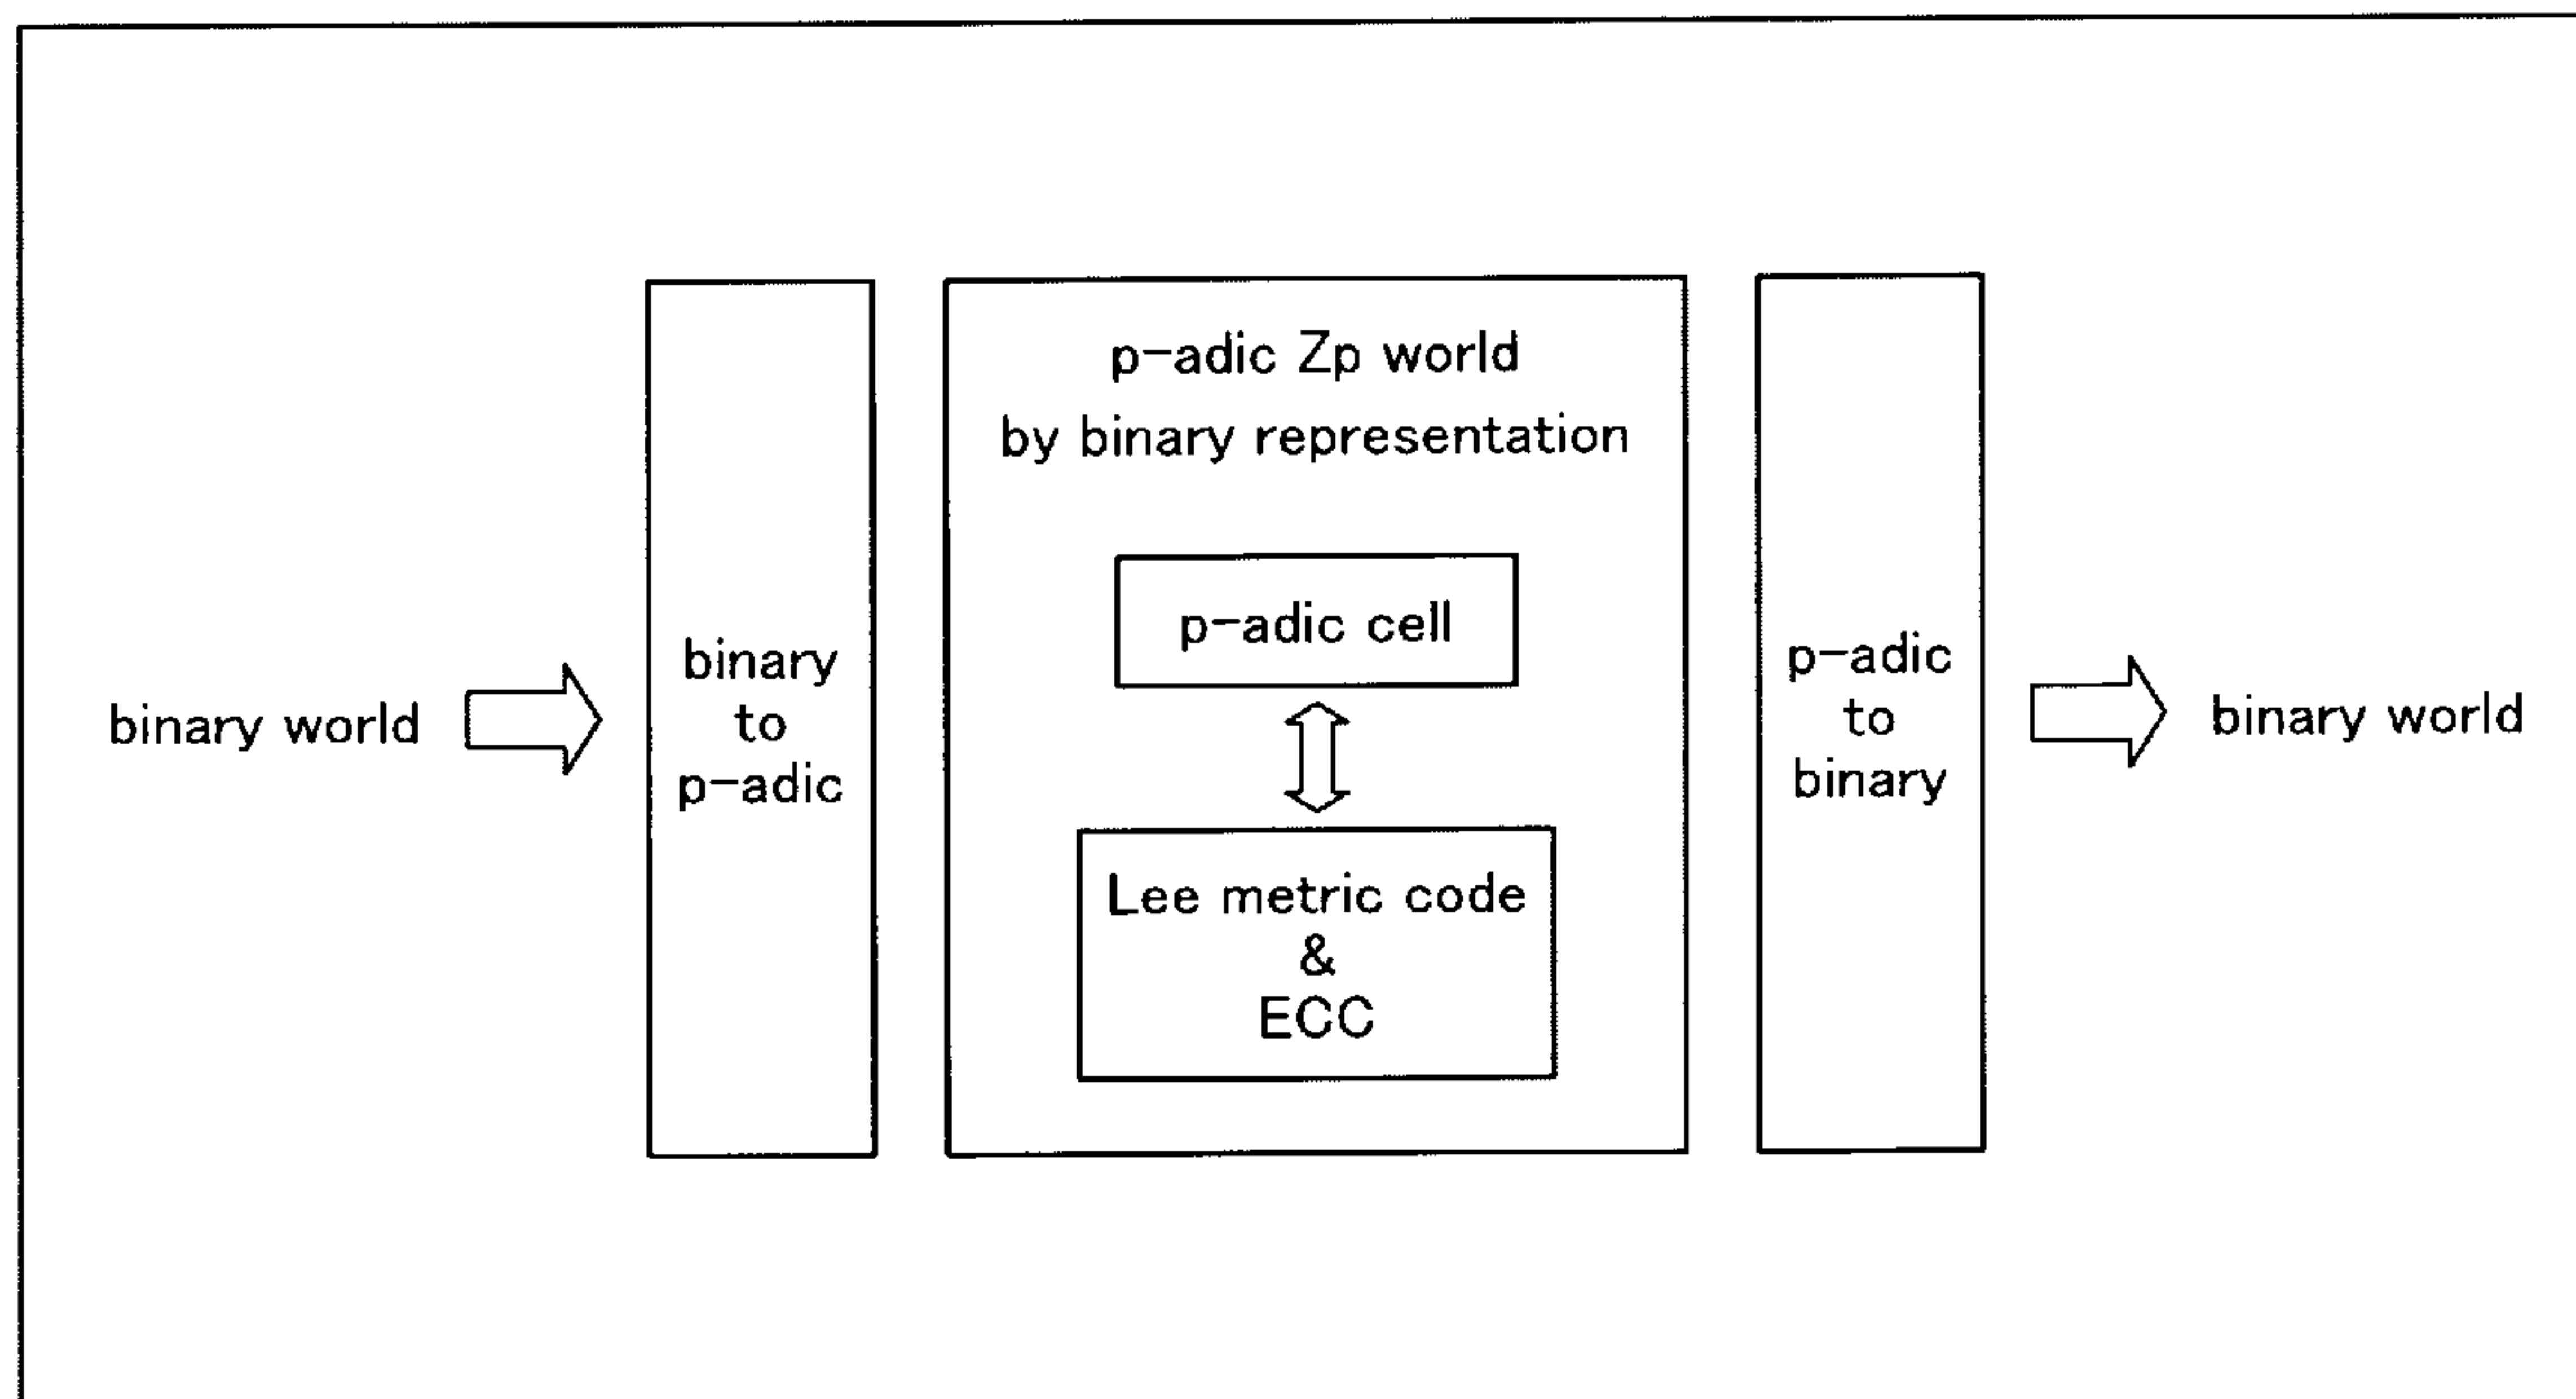 binary world
binary
to
p-adic
p-adic Zp world
by binary representation
p-adic cell
Lee metric code
&
ECC
p-adic
to
binary
binary world